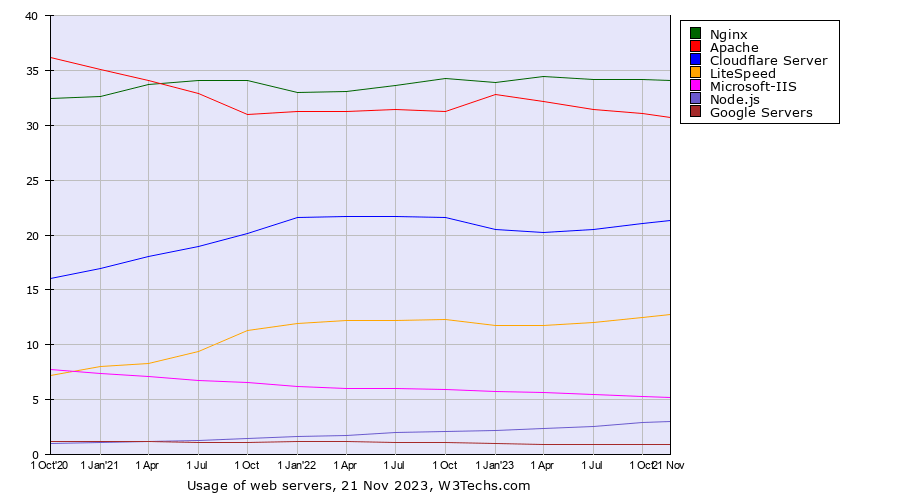 40
35
30
25
20
15
10
5
0
1 Oct'20 1 Jan'21 1 Apr 1 Jul 1 Oct 1 Jan'22 1 Apr 1 Jul 1 Oct 1 Jan'23 1 Apr 1 Jul 1 Oct 21 Nov
Usage of web servers, 21 Nov 2023, W3Techs.com
Nginx
Apache
Cloudflare Server
LiteSpeed
Microsoft-IIS
Node.js
Google Servers